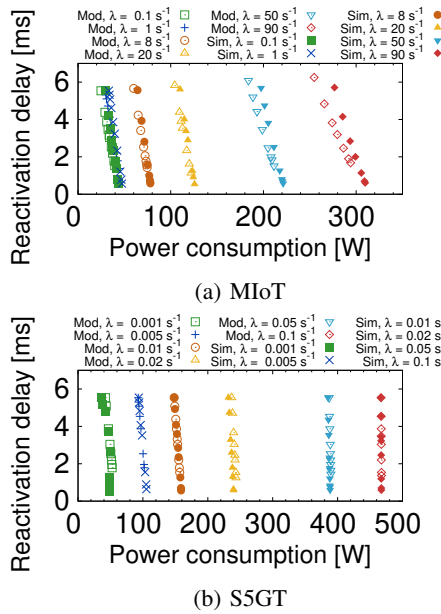 Mod, λ = 0.1 s⁻¹ Mod, λ = 50 s⁻¹ Sim, λ = 8 s⁻¹
Mod, λ = 1 s⁻¹ Mod, λ = 90 s⁻¹ Sim, λ = 20 s⁻¹
Mod, λ = 8 s⁻¹ Sim, λ = 0.1 s⁻¹ Sim, λ = 50 s⁻¹
Mod, λ = 20 s⁻¹ Sim, λ = 1 s⁻¹ Sim, λ = 90 s⁻¹
Reactivation delay [ms]
6
4
2
0
0 100 200 300
Power consumption [W]
(a) MIoT
Mod, λ = 0.001 s⁻¹ Mod, λ = 0.05 s⁻¹ Sim, λ = 0.01 s⁻¹
Mod, λ = 0.005 s⁻¹ Mod, λ = 0.1 s⁻¹ Sim, λ = 0.02 s⁻¹
Mod, λ = 0.01 s⁻¹ Sim, λ = 0.001 s⁻¹ Sim, λ = 0.05 s⁻¹
Mod, λ = 0.02 s⁻¹ Sim, λ = 0.005 s⁻¹ Sim, λ = 0.1 s⁻¹
Reactivation delay [ms]
8
6
4
2
0
0 100 200 300 400 500
Power consumption [W]
(b) S5GT